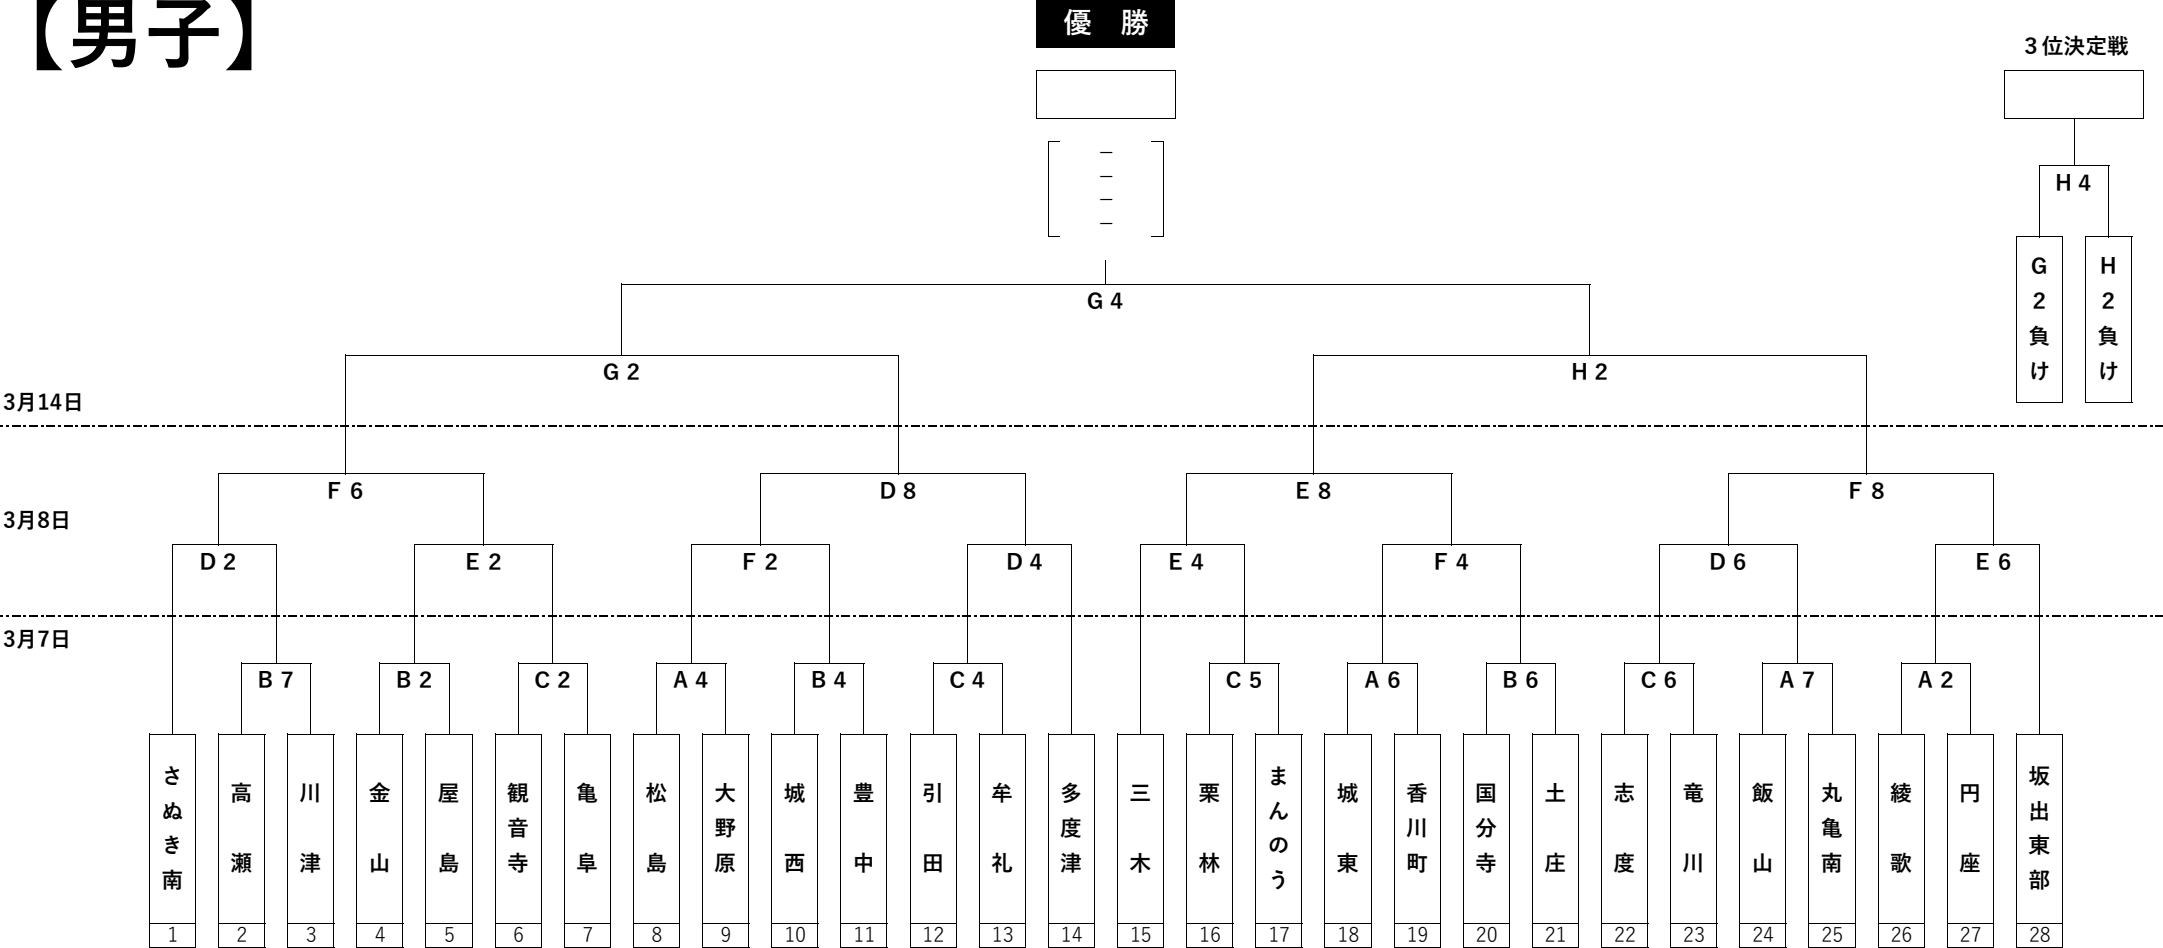 【男子】
優　勝
３位決定戦
－
－
－
－
H４
G２負け
H２負け
G４
G２
H２
3月14日
F６
D８
E８
F８
3月8日
D２
E２
F２
D４
E４
F４
D６
E６
3月7日
B７
B２
C２
A４
B４
C４
C５
A６
B６
C６
A７
A２
さぬき南
高瀬
川津
金山
屋島
観音寺
亀阜
松島
大野原
城西
豊中
引田
牟礼
多度津
三木
栗林
まんのう
城東
香川町
国分寺
土庄
志度
竜川
飯山
丸亀南
綾歌
円座
坂出東部
1
2
3
4
5
6
7
8
9
10
11
12
13
14
15
16
17
18
19
20
21
22
23
24
25
26
27
28